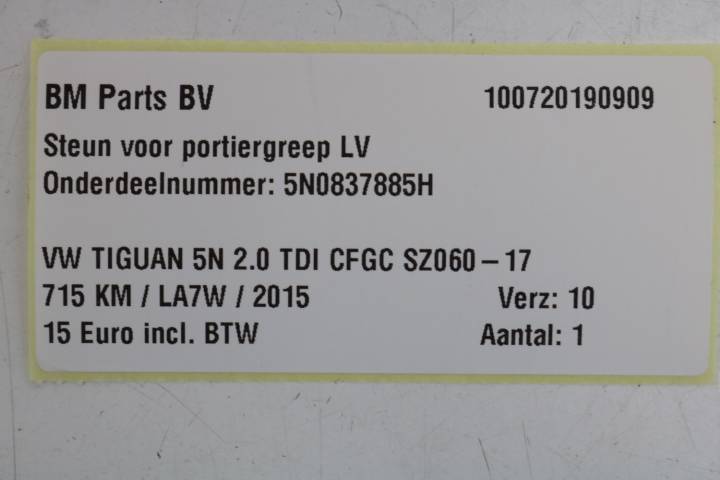 BM Parts BV 100720190909
Steun voor portiergreep LV
Onderdeelnummer: 5N0837885H
VW TIGUAN 5N 2.0 TDI CFGC SZ060-17
715 KM / LA7W / 2015 Verz: 10
15 Euro incl. BTW Aantal: 1